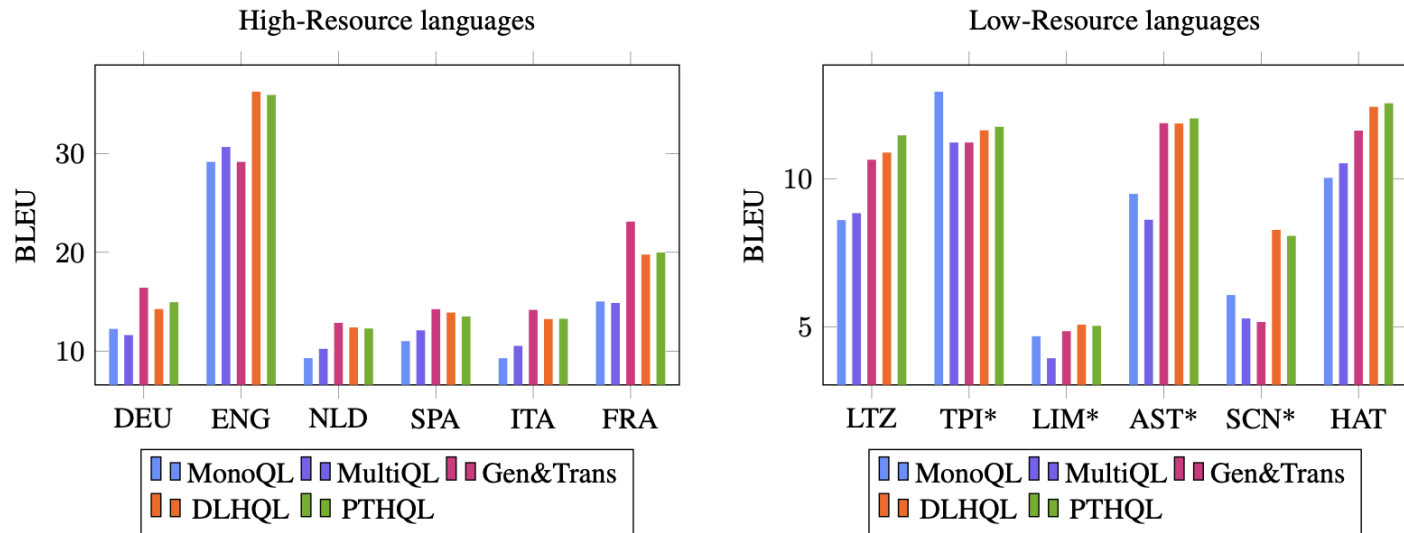 High-Resource languages
BLEU
30
20
10
DEU ENG NLD SPA ITA FRA
MonoQL MultiQL Gen&Trans
DLHQL PTHQL
Low-Resource languages
BLEU
10
5
LTZ TPI* LIM* AST* SCN* HAT
MonoQL MultiQL Gen&Trans
DLHQL PTHQL